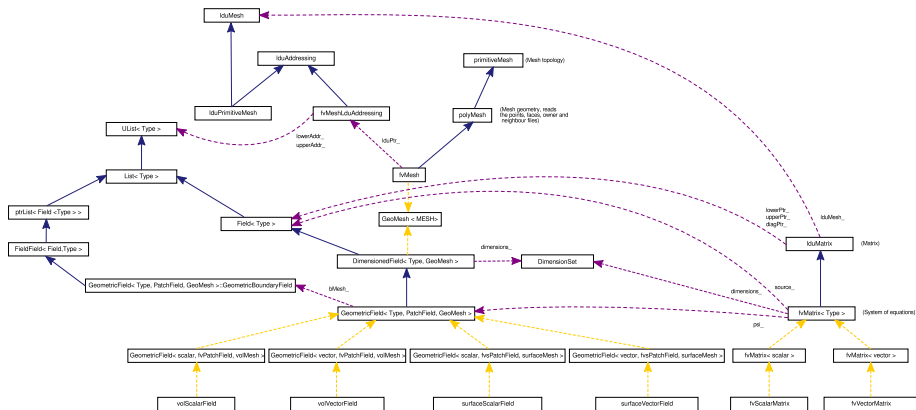 lduMesh
lduAddressing
primitiveMesh
(Mesh topology)
lduPrimitiveMesh
fvMeshLduAddressing
polyMesh
(Mesh geometry, reads
the points, faces, owner and
neighbour files)
UList< Type >
lowerAddr_
upperAddr_
lduPtr_
List< Type >
fvMesh
ptrList< Field <Type > >
Field< Type >
GeoMesh < MESH>
lowerPtr_
upperPtr_
diagPtr_
lduMesh_
FieldField< Field,Type >
dimensions_
lduMatrix
(Matrix)
DimensionedField< Type, GeoMesh >
DimensionSet
GeometricField< Type, PatchField, GeoMesh >::GeometricBoundaryField
bMesh_
dimensions_
source_
GeometricField< Type, PatchField, GeoMesh >
psi_
fvMatrix< Type >
(System of equations)
GeometricField< scalar, fvPatchField, volMesh >
GeometricField< vector, fvPatchField, volMesh >
GeometricField< scalar, fvsPatchField, surfaceMesh >
GeometricField< vector, fvsPatchField, surfaceMesh >
fvMatrix< scalar >
fvMatrix< vector >
volScalarField
volVectorField
surfaceScalarField
surfaceVectorField
fvScalarMatrix
fvVectorMatrix